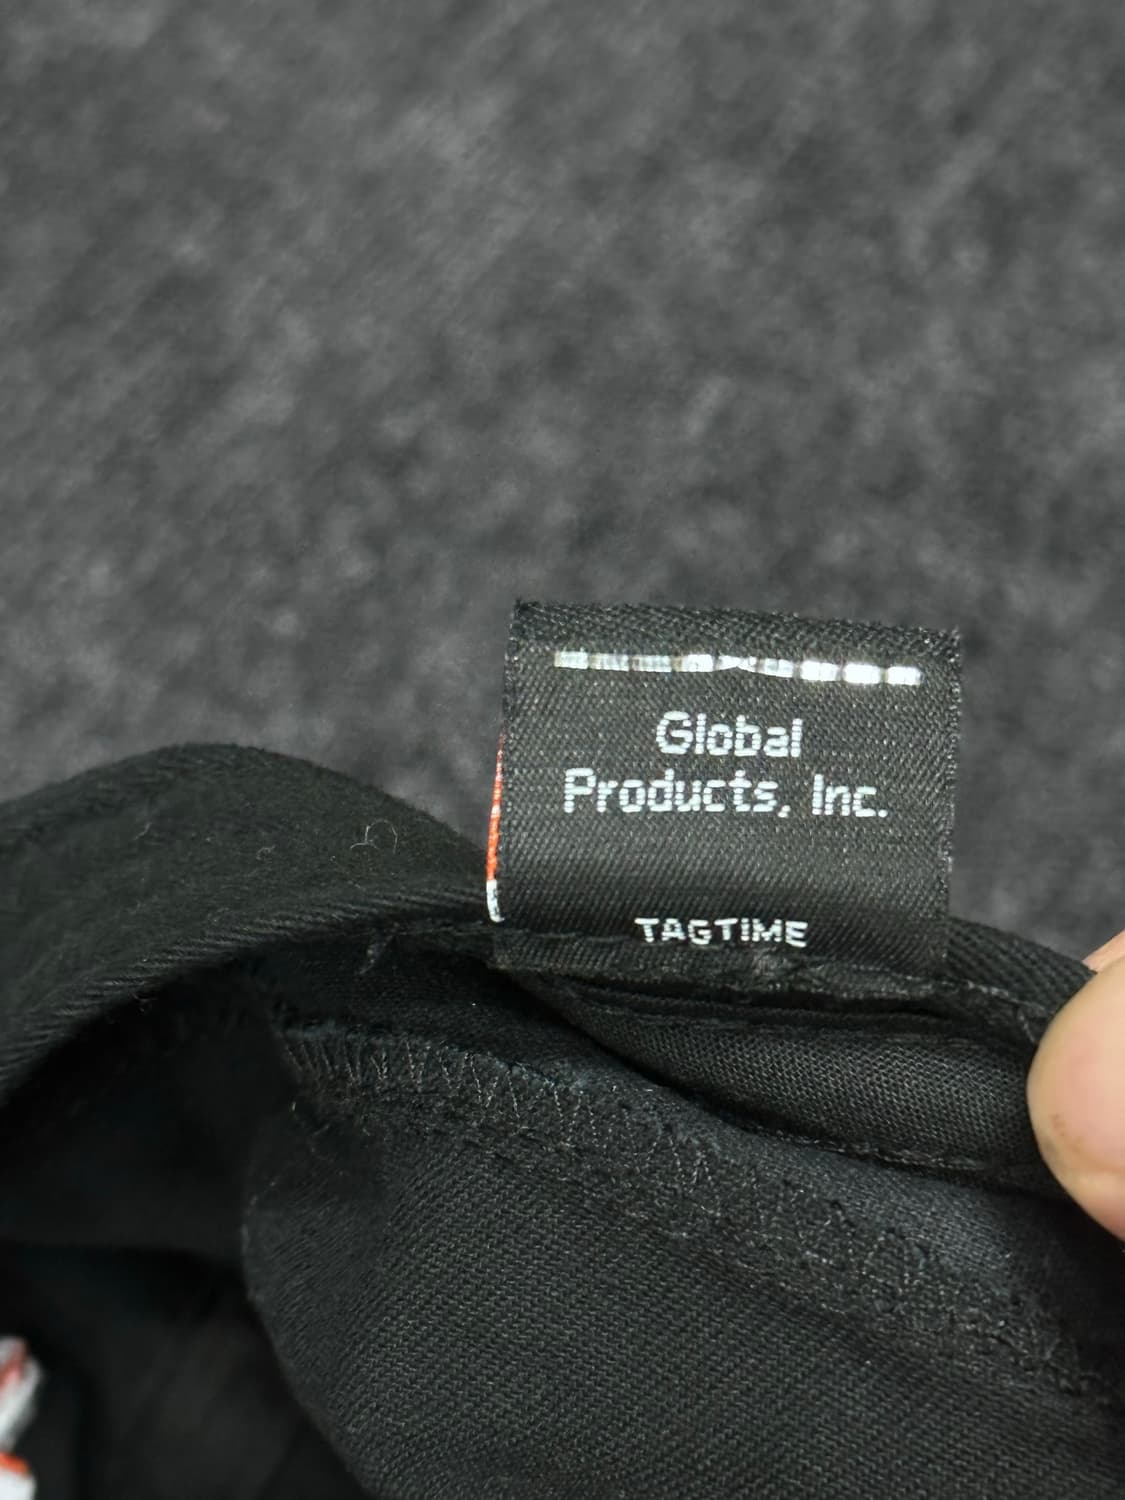 Global
Products, Inc.
TAGTIME